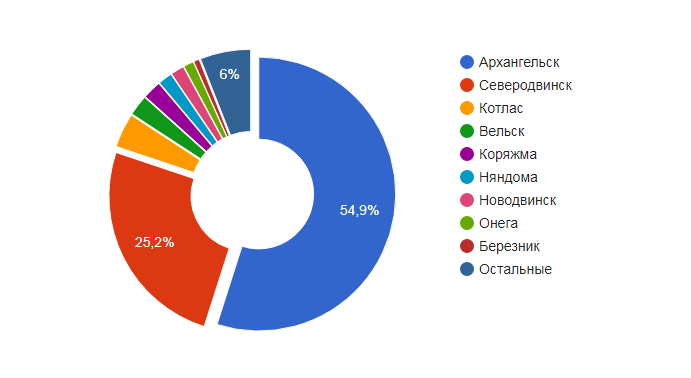 6%
54,9%
25,2%
Архангельск
Северодвинск
Котлас
Вельск
Коряжма
Няндома
Новодвинск
Онега
Березник
Остальные